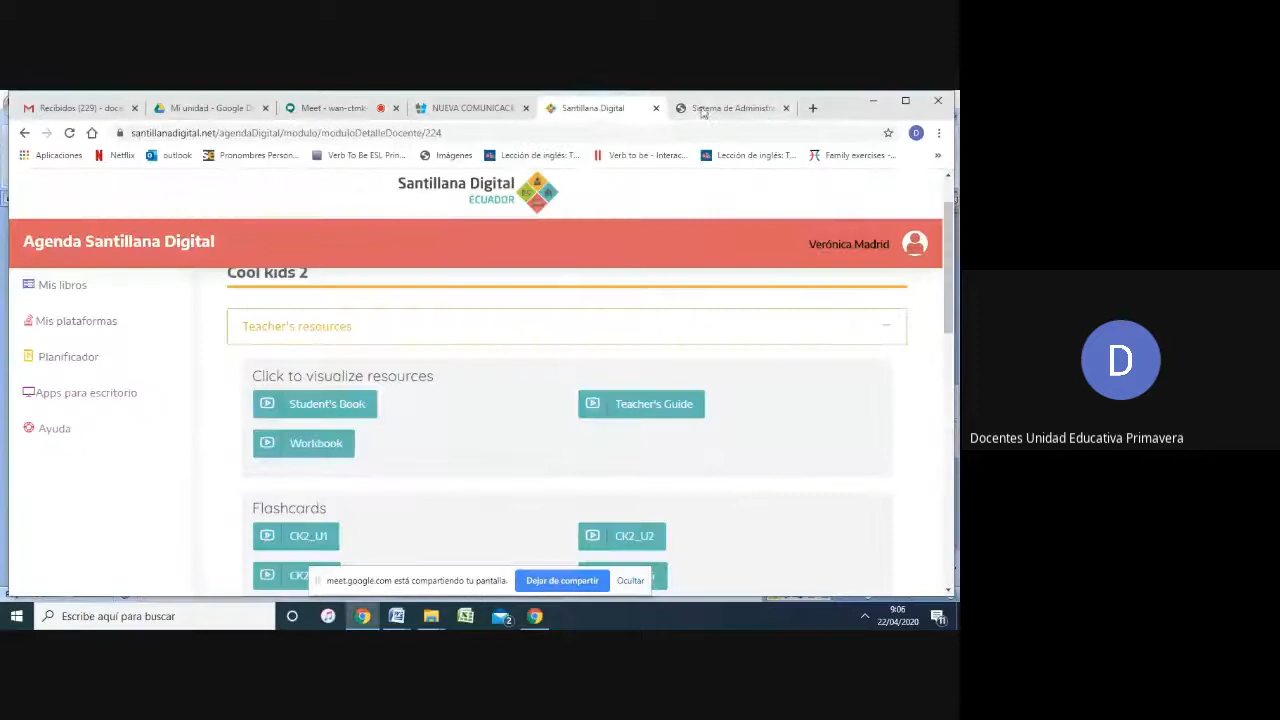 Recibidos (229) - doce
Mi unidad - Google D
Meet - wan-ctmk
NUEVA COMUNICAC
Santillana Digital
Sistema de Administra
santillanadigital.net/agendaDigital/modulo/moduloDetalleDocente/224
D
Aplicaciones
Netflix
outlook
Pronombres Person...
Verb To Be ESL Prin...
Imágenes
Lección de inglés: T...
Verb to be - Interac...
Lección de inglés: T...
Family exercises -...
»
Santillana Digital
ECUADOR
Agenda Santillana Digital
Verónica Madrid
Mis libros
Mis plataformas
Planificador
Apps para escritorio
Ayuda
Cool kids 2
Teacher's resources
Click to visualize resources
Student's Book
Teacher's Guide
Workbook
Flashcards
CK2_U1
CK2_U2
CK2
meet.google.com está compartiendo tu pantalla.
Dejar de compartir
Ocultar
Escribe aquí para buscar
2
9:06
22/04/2020
D
Docentes Unidad Educativa Primavera